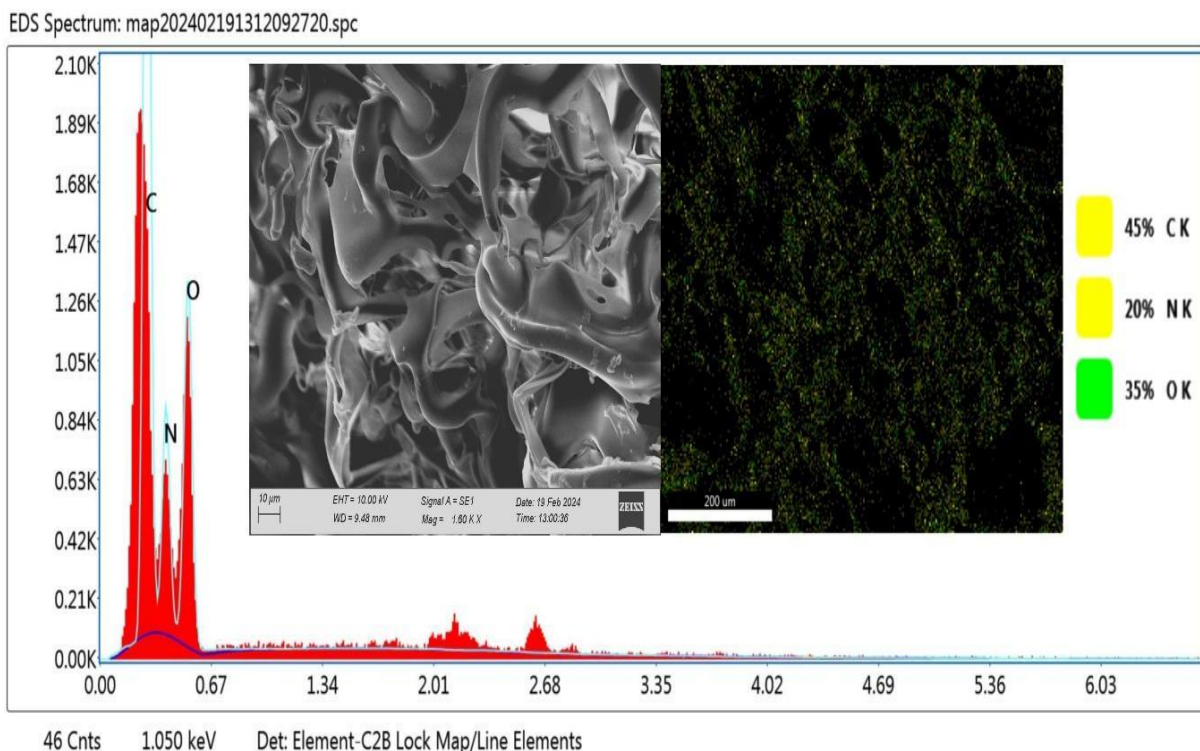 EDS Spectrum: map202402191312092720.spc
2.10K
1.89K
1.68K
1.47K
1.26K
1.05K
0.84K
0.63K
0.42K
0.21K
0.00K
C
N
O
10 µm
EHT = 10.00 kV
Signal A = SE1
Date: 19 Feb 2024
WD = 9.48 mm
Mag = 1.60 K X
Time: 13:00:36
ZEISS
200 um
45% C K
20% N K
35% O K
0.00 0.67 1.34 2.01 2.68 3.35 4.02 4.69 5.36 6.03
46 Cnts 1.050 keV Det: Element-C2B Lock Map/Line Elements